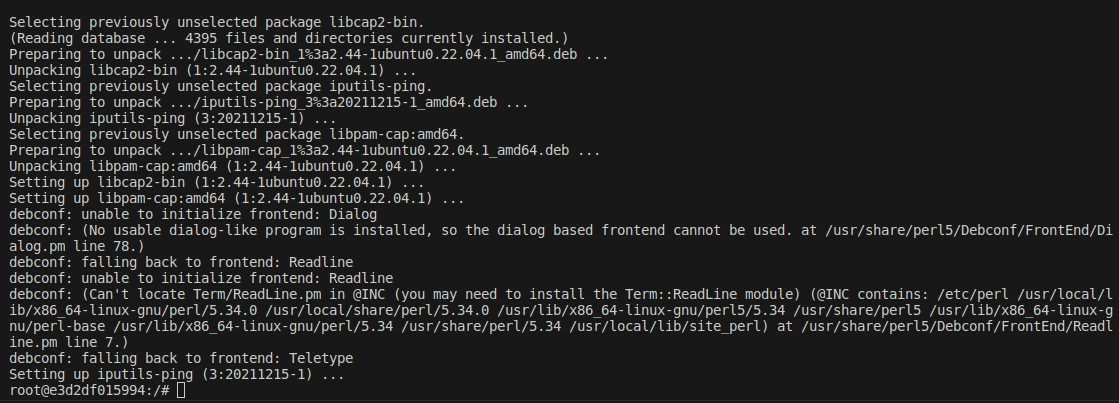 Selecting previously unselected package libcap2-bin.
(Reading database ... 4395 files and directories currently installed.)
Preparing to unpack .../libcap2-bin_1%3a2.44-1ubuntu0.22.04.1_amd64.deb ...
Unpacking libcap2-bin (1:2.44-1ubuntu0.22.04.1) ...
Selecting previously unselected package iputils-ping.
Preparing to unpack .../iputils-ping_3%3a20211215-1_amd64.deb ...
Unpacking iputils-ping (3:20211215-1) ...
Selecting previously unselected package libpam-cap:amd64.
Preparing to unpack .../libpam-cap_1%3a2.44-1ubuntu0.22.04.1_amd64.deb ...
Unpacking libpam-cap:amd64 (1:2.44-1ubuntu0.22.04.1) ...
Setting up libcap2-bin (1:2.44-1ubuntu0.22.04.1) ...
Setting up libpam-cap:amd64 (1:2.44-1ubuntu0.22.04.1) ...
debconf: unable to initialize frontend: Dialog
debconf: (No usable dialog-like program is installed, so the dialog based frontend cannot be used. at /usr/share/perl5/Debconf/FrontEnd/Di
alog.pm line 78.)
debconf: falling back to frontend: Readline
debconf: unable to initialize frontend: Readline
debconf: (Can't locate Term/ReadLine.pm in @INC (you may need to install the Term::ReadLine module) (@INC contains: /etc/perl /usr/local/l
ib/x86_64-linux-gnu/perl/5.34.0 /usr/local/share/perl/5.34.0 /usr/lib/x86_64-linux-gnu/perl5/5.34 /usr/share/perl5 /usr/lib/x86_64-linux-g
nu/perl-base /usr/lib/x86_64-linux-gnu/perl/5.34 /usr/share/perl/5.34 /usr/local/lib/site_perl) at /usr/share/perl5/Debconf/FrontEnd/Readl
ine.pm line 7.)
debconf: falling back to frontend: Teletype
Setting up iputils-ping (3:20211215-1) ...
root@e3d2df015994:/#